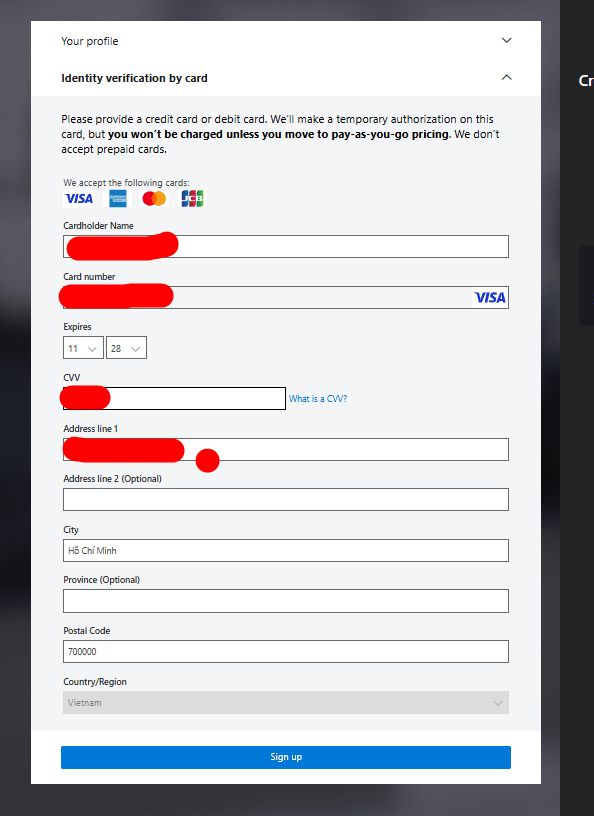 Your profile
Identity verification by card
Cr
Please provide a credit card or debit card. We'll make a temporary authorization on this
card, but you won't be charged unless you move to pay-as-you-go pricing. We don't
accept prepaid cards.
We accept the following cards:
VISA JCB
Cardholder Name
Card number
VISA
Expires
11 28
CVV
What is a CVV?
Address line 1
Address line 2 (Optional)
City
Hồ Chí Minh
Province (Optional)
Postal Code
700000
Country/Region
Vietnam
Sign up